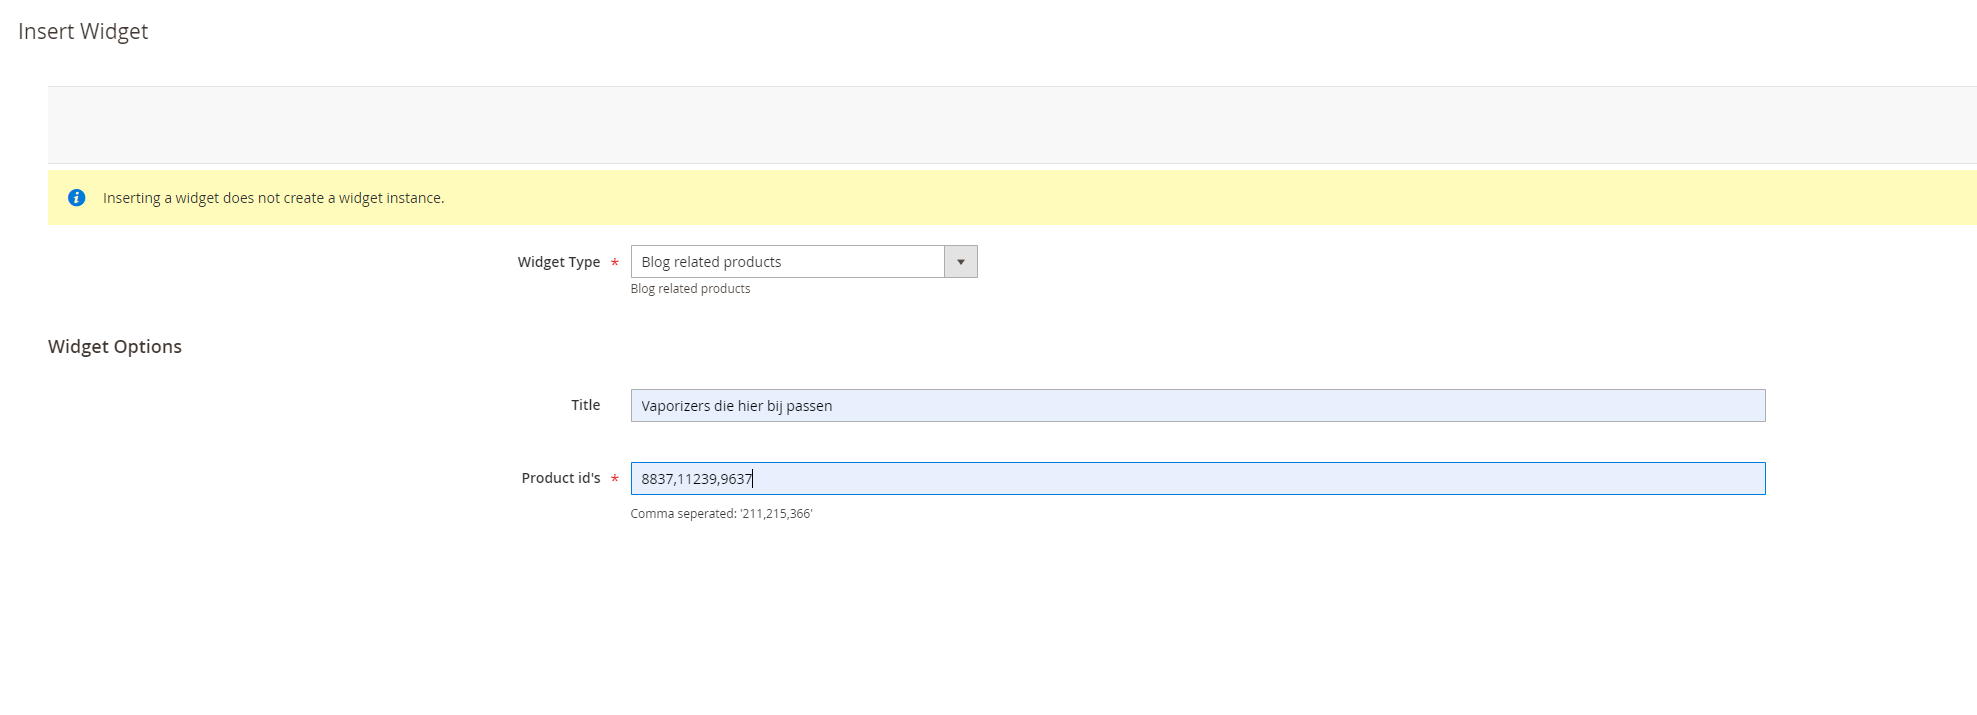 Insert Widget
Inserting a widget does not create a widget instance.
Widget Type * Blog related products
Blog related products
Widget Options
Title Vaporizers die hier bij passen
Product id's * 8837,11239,9637
Comma seperated: '211,215,366'